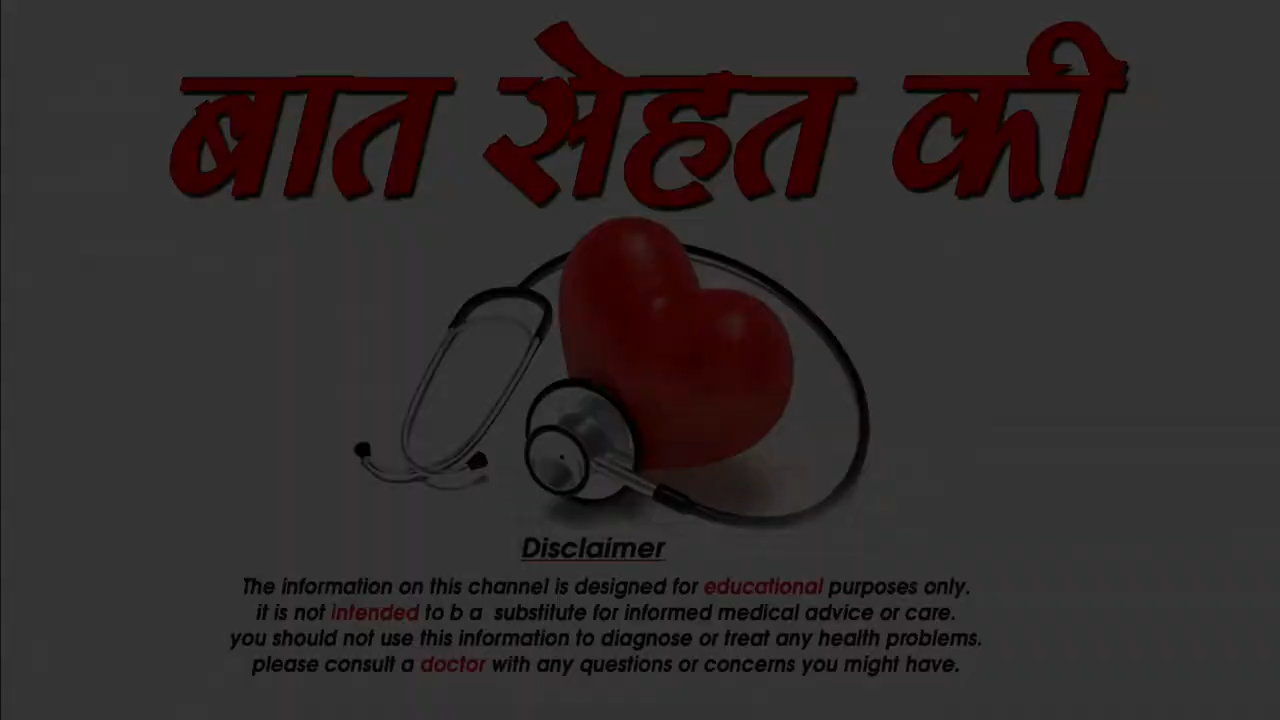 बात सेहत की
Disclaimer
The information on this channel is designed for educational purposes only.
it is not intended to b a substitute for informed medical advice or care.
you should not use this information to diagnose or treat any health problems.
please consult a doctor with any questions or concerns you might have.